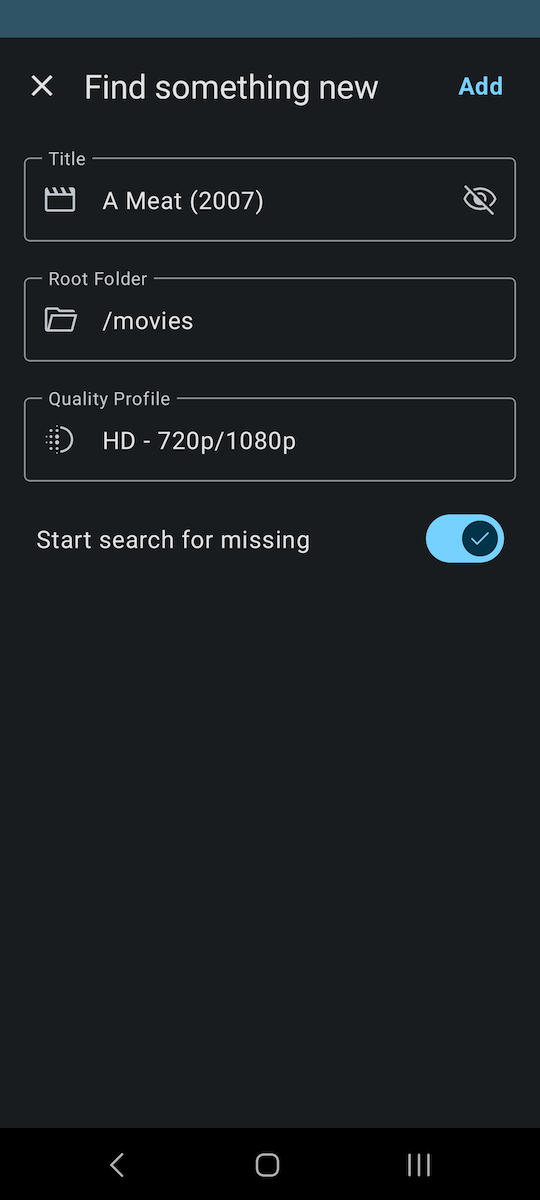 Find something new
Add
Title
A Meat (2007)
Root Folder
/movies
Quality Profile
HD - 720p/1080p
Start search for missing